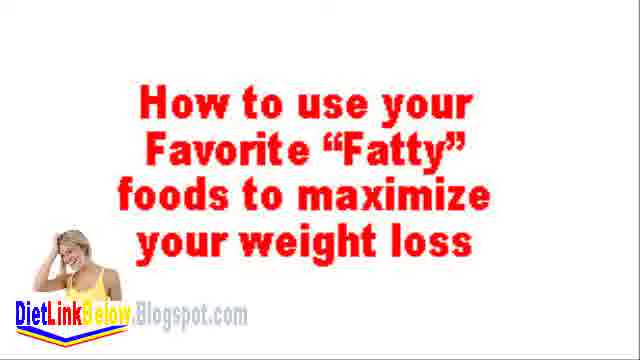 How to use your
Favorite “Fatty”
foods to maximize
your weight loss
DietLinkBelow.Blogspot.com